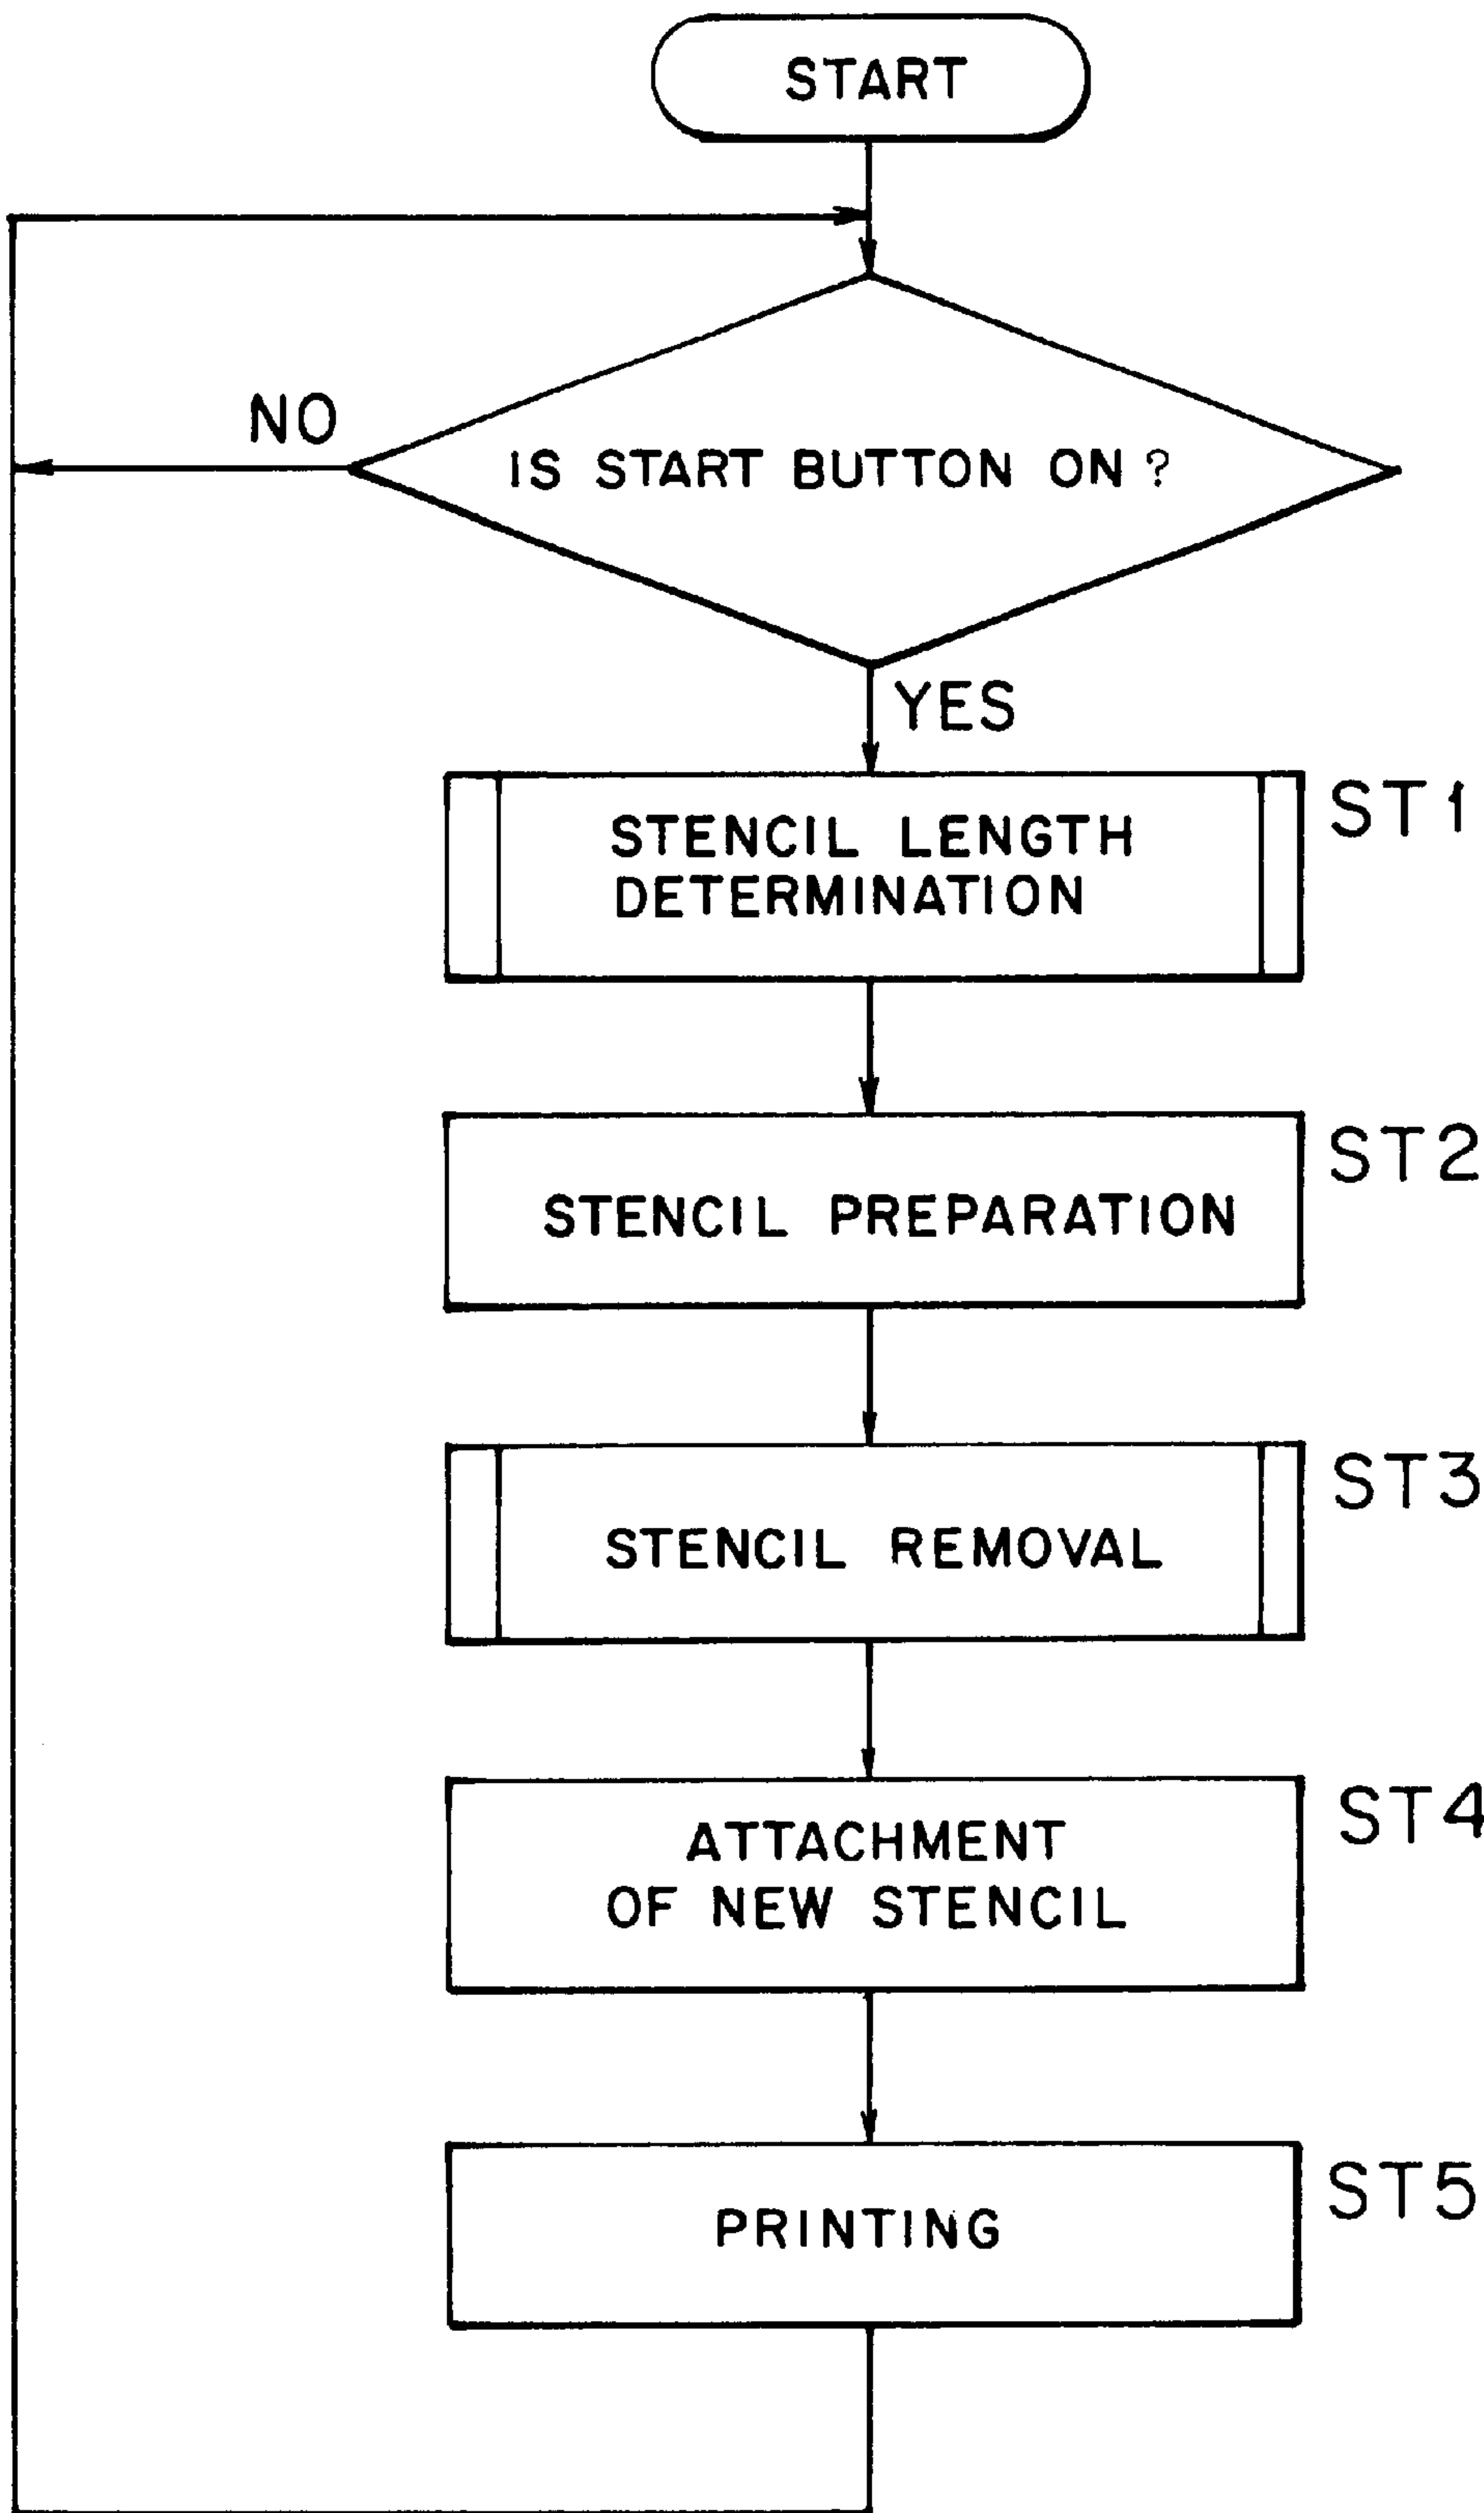 START
NO
IS START BUTTON ON ?
YES
ST1
STENCIL LENGTH
DETERMINATION
ST2
STENCIL PREPARATION
ST3
STENCIL REMOVAL
ST4
ATTACHMENT
OF NEW STENCIL
ST5
PRINTING